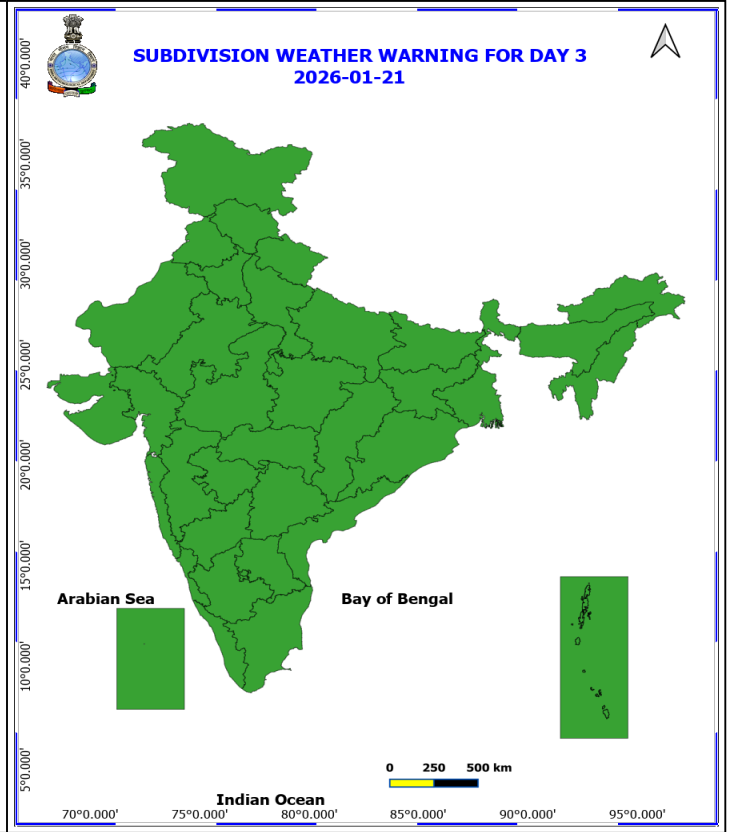 SUBDIVISION WEATHER WARNING FOR DAY 3
2026-01-21
40°0.000'
35°0.000'
30°0.000'
25°0.000'
20°0.000'
15°0.000'
10°0.000'
5°0.000'
Arabian Sea
Bay of Bengal
0 250 500 km
Indian Ocean
70°0.000' 75°0.000' 80°0.000' 85°0.000' 90°0.000' 95°0.000'